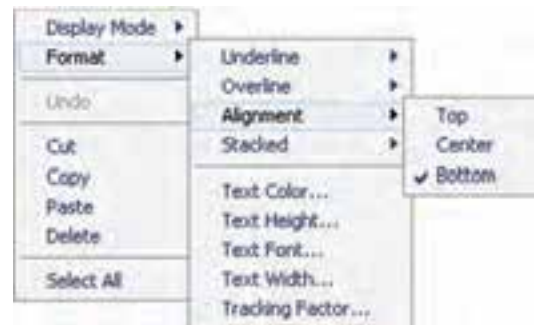 Display Mode
Format
Undo
Cut
Copy
Paste
Delete
Select All
Underline
Overline
Alignment
Stacked
Text Color...
Text Height...
Text Font...
Text Width...
Tracking Factor...
Top
Center
Bottom